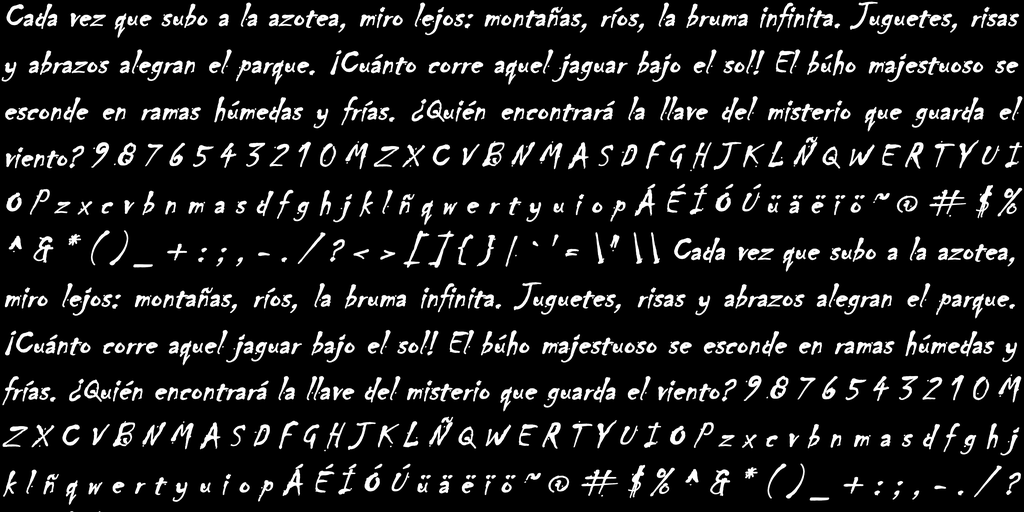 Cada vez que subo a la azotea, miro lejos: montañas, ríos, la bruma infinita. Juguetes, risas
y abrazos alegran el parque. ¡Cuánto corre aquel jaguar bajo el sol! El búho majestuoso se
esconde en ramas húmedas y frías. ¿Quién encontrará la llave del misterio que guarda el
viento? 9 8 7 6 5 4 3 2 1 0 M Z X C V B N M A S D F G H J K L Ñ Q W E R T Y U I
O P z x c v b n m a s d f g h j k l ñ q w e r t y u i o p Á É Í Ó Ú ü ä ë ï ö ~ @ # $ %
^ & * ( ) _ + : ; , - . / ? < > [ ] { } | ` ' = \ " \ \ Cada vez que subo a la azotea,
miro lejos: montañas, ríos, la bruma infinita. Juguetes, risas y abrazos alegran el parque.
¡Cuánto corre aquel jaguar bajo el sol! El búho majestuoso se esconde en ramas húmedas y
frías. ¿Quién encontrará la llave del misterio que guarda el viento? 9 8 7 6 5 4 3 2 1 0 M
Z X C V B N M A S D F G H J K L Ñ Q W E R T Y U I O P z x c v b n m a s d f g h j
k l ñ q w e r t y u i o p Á É Í Ó Ú ü ä ë ï ö ~ @ # $ % ^ & * ( ) _ + : ; , - . / ?